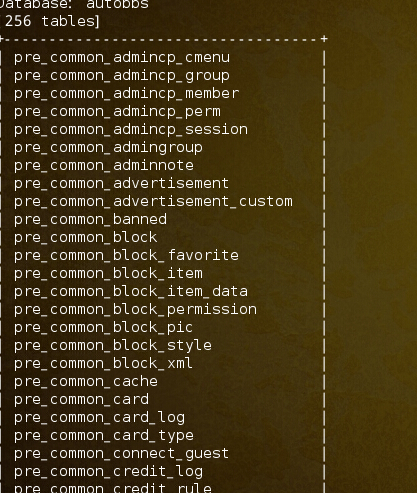 Database: autobbs
256 tables]
+-------------------------------------+
| pre_common_admincp_cmenu |
| pre_common_admincp_group |
| pre_common_admincp_member |
| pre_common_admincp_perm |
| pre_common_admincp_session |
| pre_common_admingroup |
| pre_common_adminnote |
| pre_common_advertisement |
| pre_common_advertisement_custom |
| pre_common_banned |
| pre_common_block |
| pre_common_block_favorite |
| pre_common_block_item |
| pre_common_block_item_data |
| pre_common_block_permission |
| pre_common_block_pic |
| pre_common_block_style |
| pre_common_block_xml |
| pre_common_cache |
| pre_common_card |
| pre_common_card_log |
| pre_common_card_type |
| pre_common_connect_guest |
| pre_common_credit_log |
| pre_common_credit_rule |